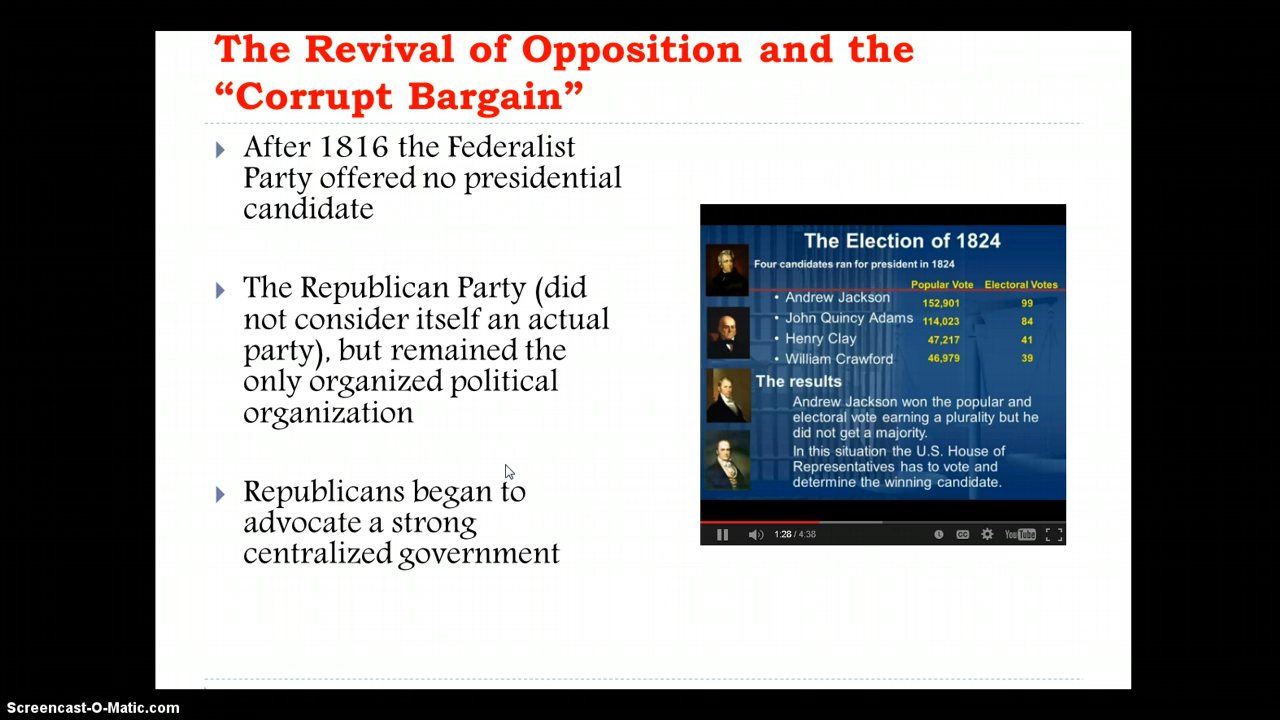 The Revival of Opposition and the
“Corrupt Bargain”
After 1816 the Federalist
Party offered no presidential
candidate
The Republican Party (did
not consider itself an actual
party), but remained the
only organized political
organization
Republicans began to
advocate a strong
centralized government
The Election of 1824
Four candidates ran for president in 1824
Popular Vote Electoral Votes
• Andrew Jackson 152,901 99
• John Quincy Adams 114,023 84
• Henry Clay 47,217 41
• William Crawford 46,979 39
The results
Andrew Jackson won the popular and
electoral vote earning a plurality but he
did not get a majority.
In this situation the U.S. House of
Representatives has to vote and
determine the winning candidate.
1:28 / 4:38
CC
YouTube
Screencast-O-Matic.com